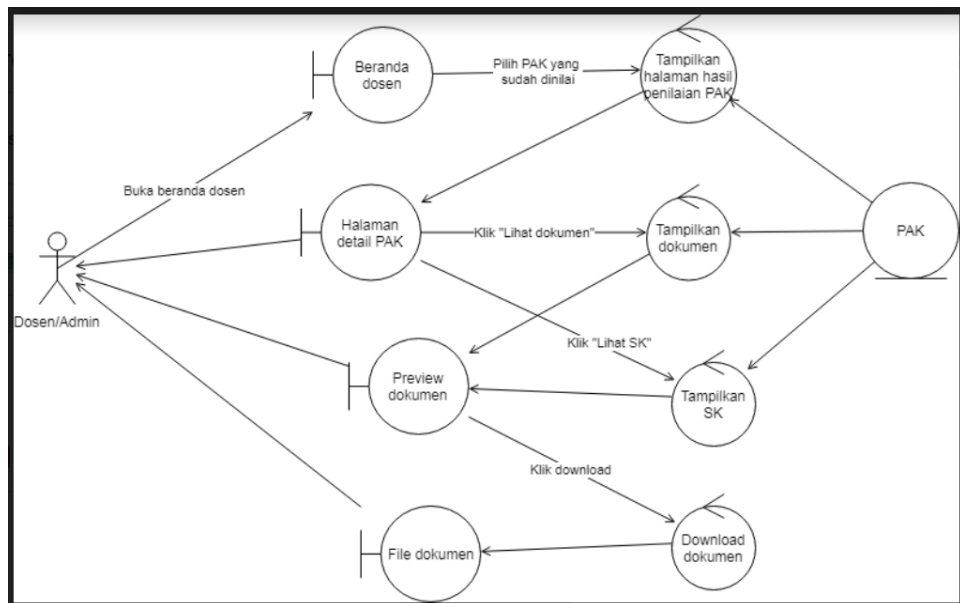 Beranda
dosen
Pilih PAK yang
sudah dinilai
Tampilkan
halaman hasil
penilaian PAK
Buka beranda dosen
Halaman
detail PAK
Klik "Lihat dokumen"
Tampilkan
dokumen
PAK
Dosen/Admin
Klik "Lihat SK"
Preview
dokumen
Tampilkan
SK
Klik download
File dokumen
Download
dokumen